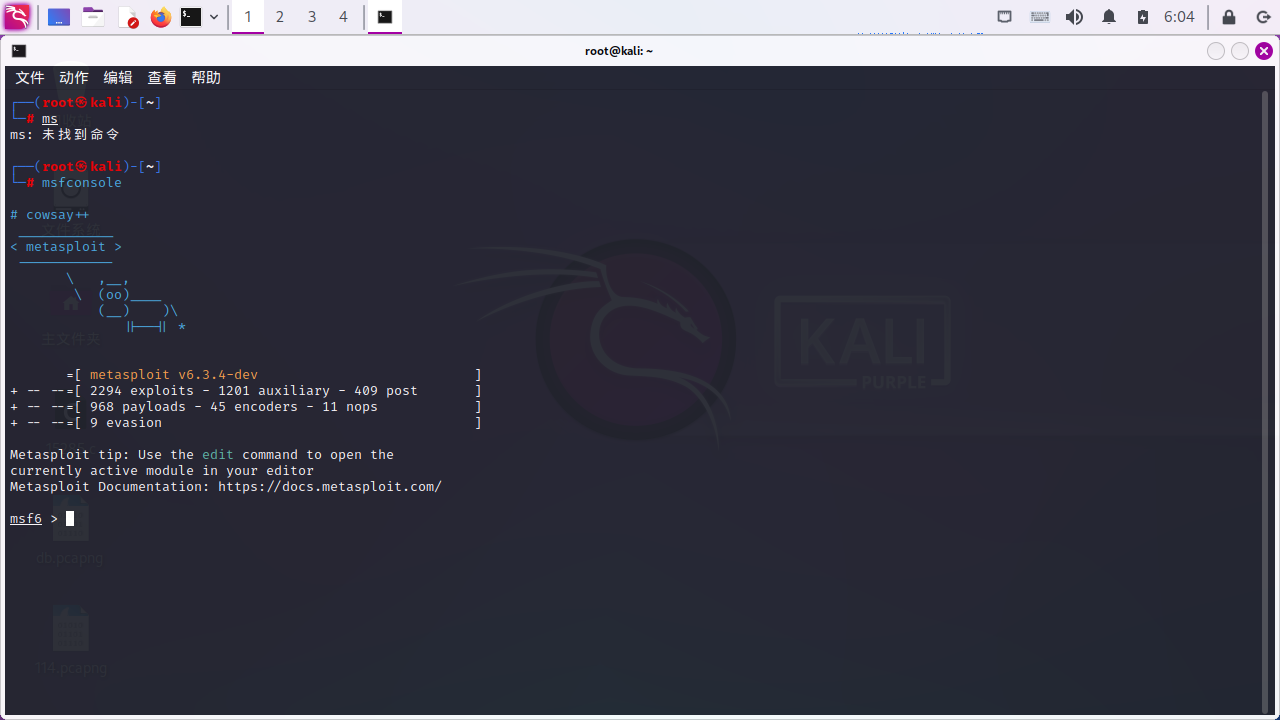 1 2 3 4
6:04
root@kali: ~
文件 动作 编辑 查看 帮助
┌──(root㉿kali)-[~]
└─# ms
ms: 未找到命令
┌──(root㉿kali)-[~]
└─# msfconsole
# cowsay++
 ____________
< metasploit >
 ------------
       \   ,__,
        \  (oo)____
           (__)    )\
              ||--|| *
       =[ metasploit v6.3.4-dev                           ]
+ -- --=[ 2294 exploits - 1201 auxiliary - 409 post       ]
+ -- --=[ 968 payloads - 45 encoders - 11 nops            ]
+ -- --=[ 9 evasion                                       ]
Metasploit tip: Use the edit command to open the
currently active module in your editor
Metasploit Documentation: https://docs.metasploit.com/
msf6 >
文件系统
主文件夹
db.pcapng
114.pcapng
KALI
PURPLE